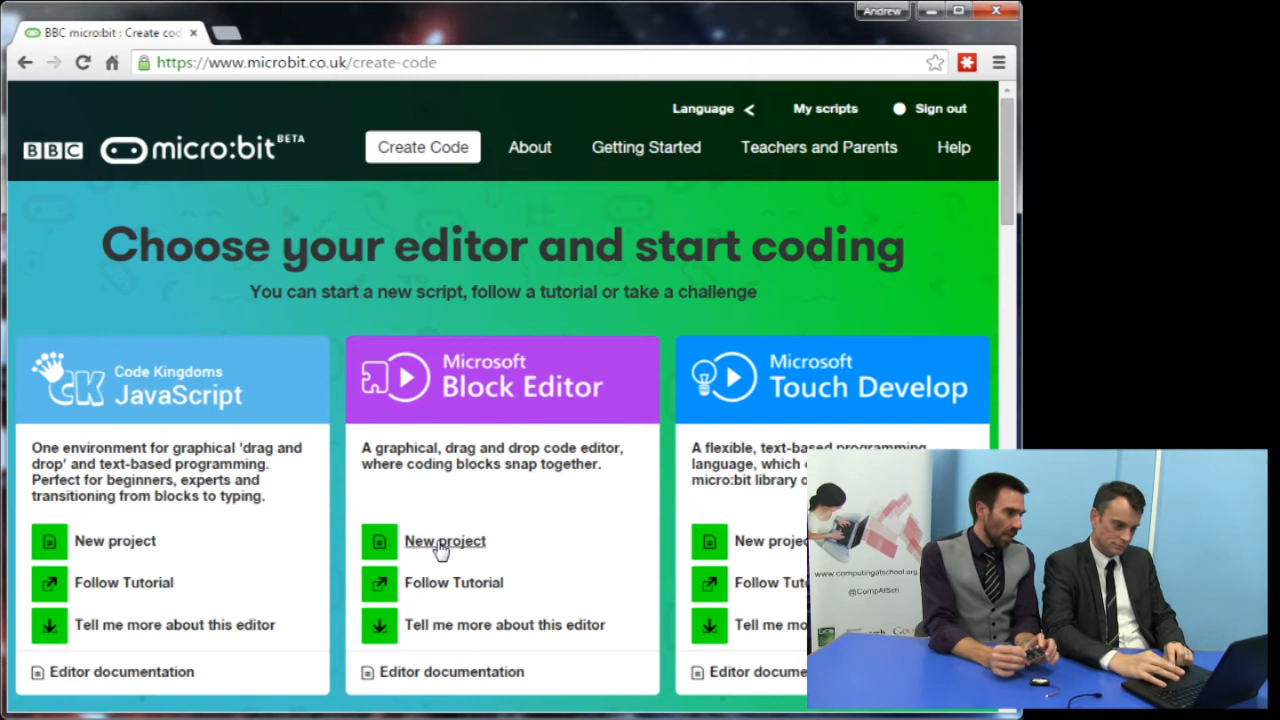 Andrew
BBC micro:bit : Create cod
https://www.microbit.co.uk/create-code
Language < My scripts Sign out
BBC micro:bit BETA Create Code About Getting Started Teachers and Parents Help
Choose your editor and start coding
You can start a new script, follow a tutorial or take a challenge
CK Code Kingdoms
JavaScript
One environment for graphical 'drag and
drop' and text-based programming.
Perfect for beginners, experts and
transitioning from blocks to typing.
New project
Follow Tutorial
Tell me more about this editor
Editor documentation
Microsoft
Block Editor
A graphical, drag and drop code editor,
where coding blocks snap together.
New project
Follow Tutorial
Tell me more about this editor
Editor documentation
Microsoft
Touch Develop
A flexible, text-based programming
language, which
micro:bit library
New projec
Follow Tuto
Tell me mo
Editor docume
www.computingatschool.org.
@CompAtSch